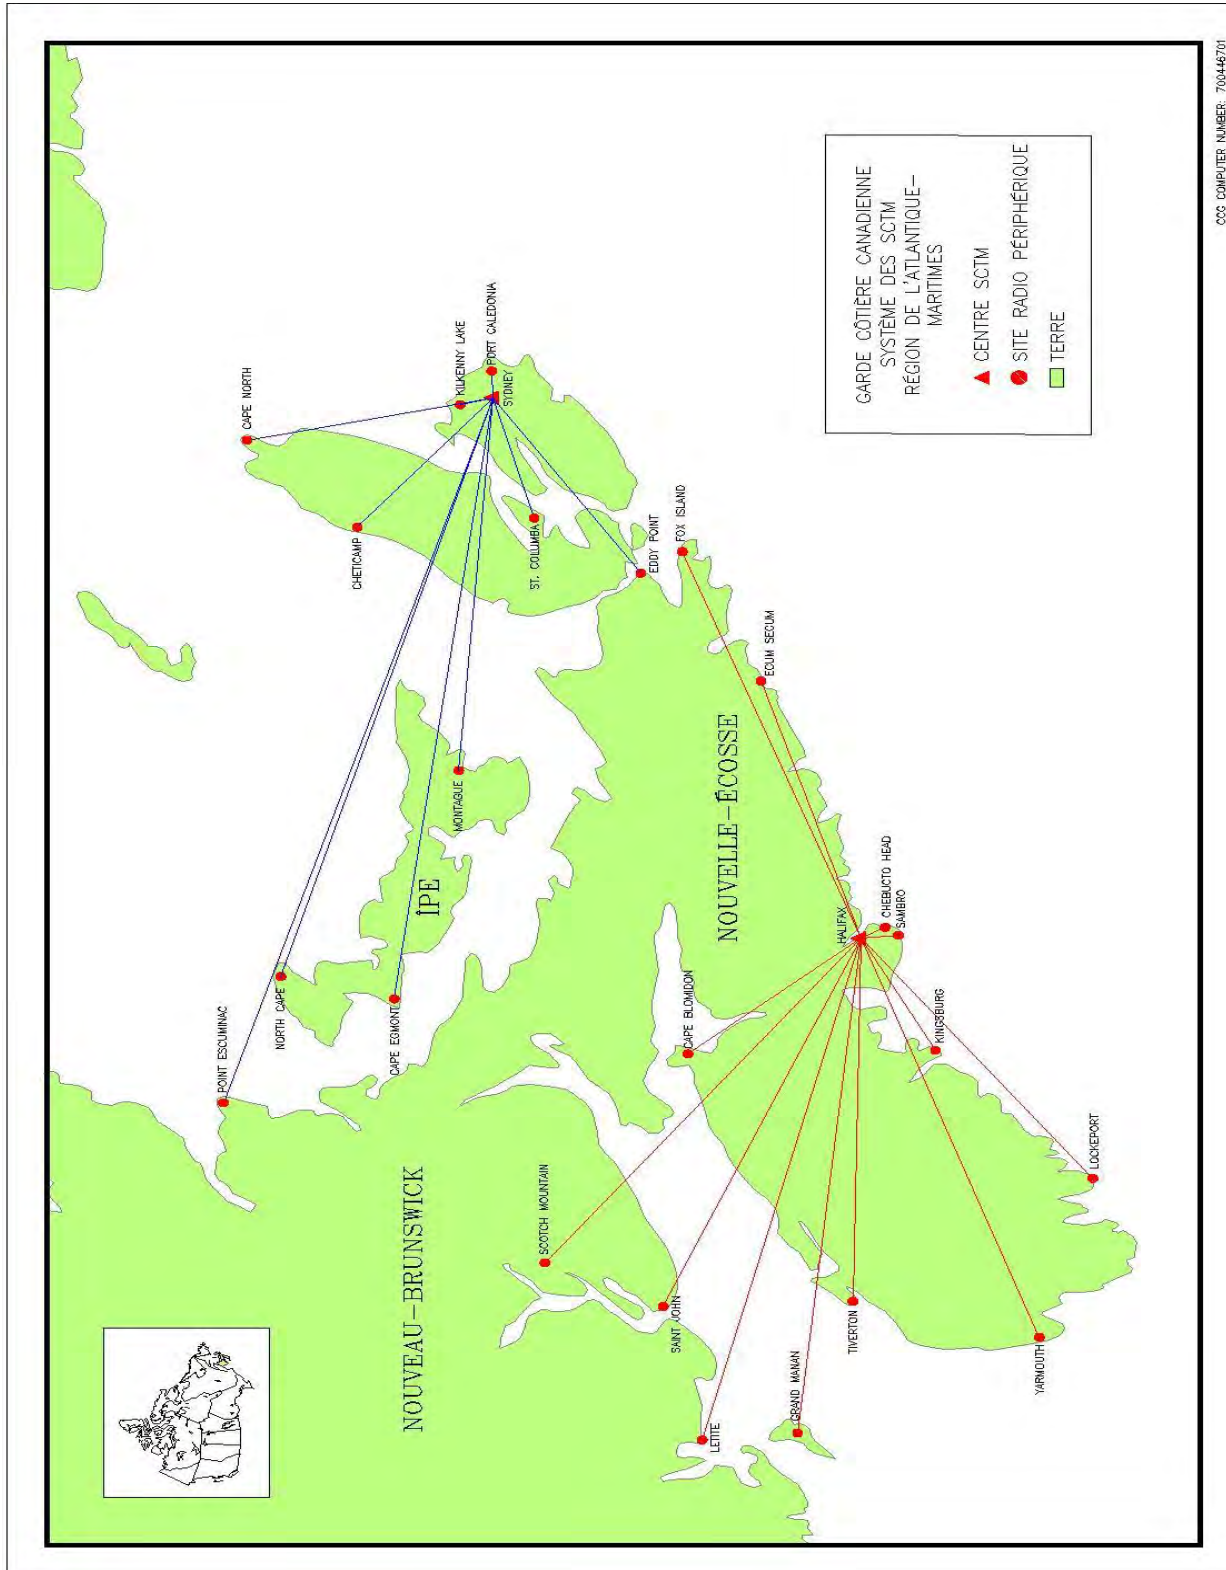 CCG COMPUTER NUMBER: 700446701
GARDE CÔTIÈRE CANADIENNE
SYSTÈME DES SCTM
RÉGION DE L'ATLANTIQUE-
MARITIMES
CENTRE SCTM
SITE RADIO PÉRIPHÉRIQUE
TERRE
CAPE NORTH
KILKENNY LAKE
PORT CALEDONIA
SYDNEY
CHETICAMP
ST. COLUMBA
EDDY POINT
FOX ISLAND
ECUM SECUM
MONTAGUE
ÎPE
NORTH CAPE
CAPE EGMONT
POINT ESCUMINAC
NOUVELLE-ÉCOSSE
HALIFAX
CHEBUCTO HEAD
SAMBRO
CAPE BLOMIDON
KINGSBURG
LOCKEPORT
NOUVEAU-BRUNSWICK
SCOTCH MOUNTAIN
SAINT JOHN
TIVERTON
YARMOUTH
GRAND MANAN
LETITE